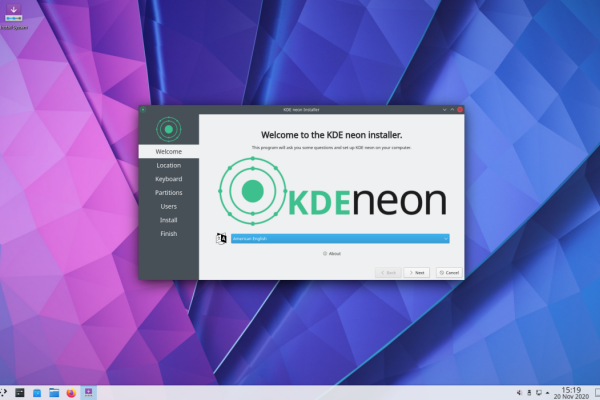 Install System
KDE neon Installer
Welcome
Location
Keyboard
Partitions
Users
Install
Finish
Welcome to the KDE neon installer.
This program will ask you some questions and set up KDE neon on your computer.
KDEneon
American English
About
Back
Next
Cancel
15:19
20 Nov 2020